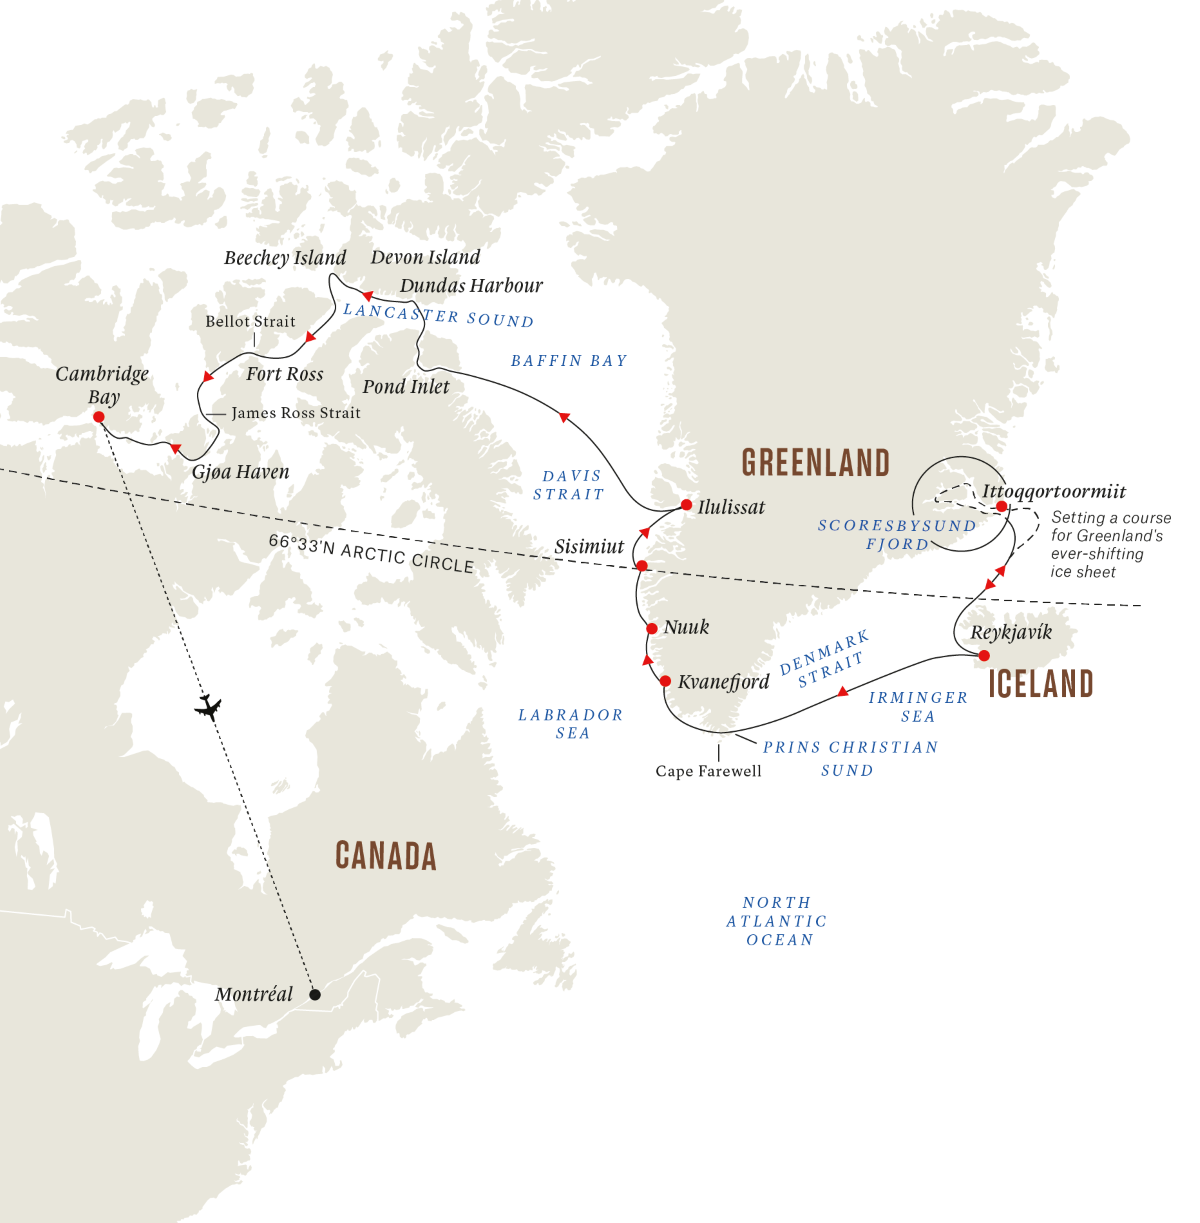 Beechey Island
Devon Island
Dundas Harbour
LANCASTER SOUND
Bellot Strait
BAFFIN BAY
Cambridge
Bay
Fort Ross
Pond Inlet
James Ross Strait
Gjøa Haven
GREENLAND
DAVIS
STRAIT
Ilulissat
Ittoqqortoormiit
SCORESBYSUND
FJORD
Setting a course
for Greenland's
ever-shifting
ice sheet
66°33'N ARCTIC CIRCLE
Sisimiut
Nuuk
Reykjavík
DENMARK
STRAIT
Kvanefjord
ICELAND
IRMINGER
SEA
LABRADOR
SEA
PRINS CHRISTIAN
SUND
Cape Farewell
CANADA
NORTH
ATLANTIC
OCEAN
Montréal